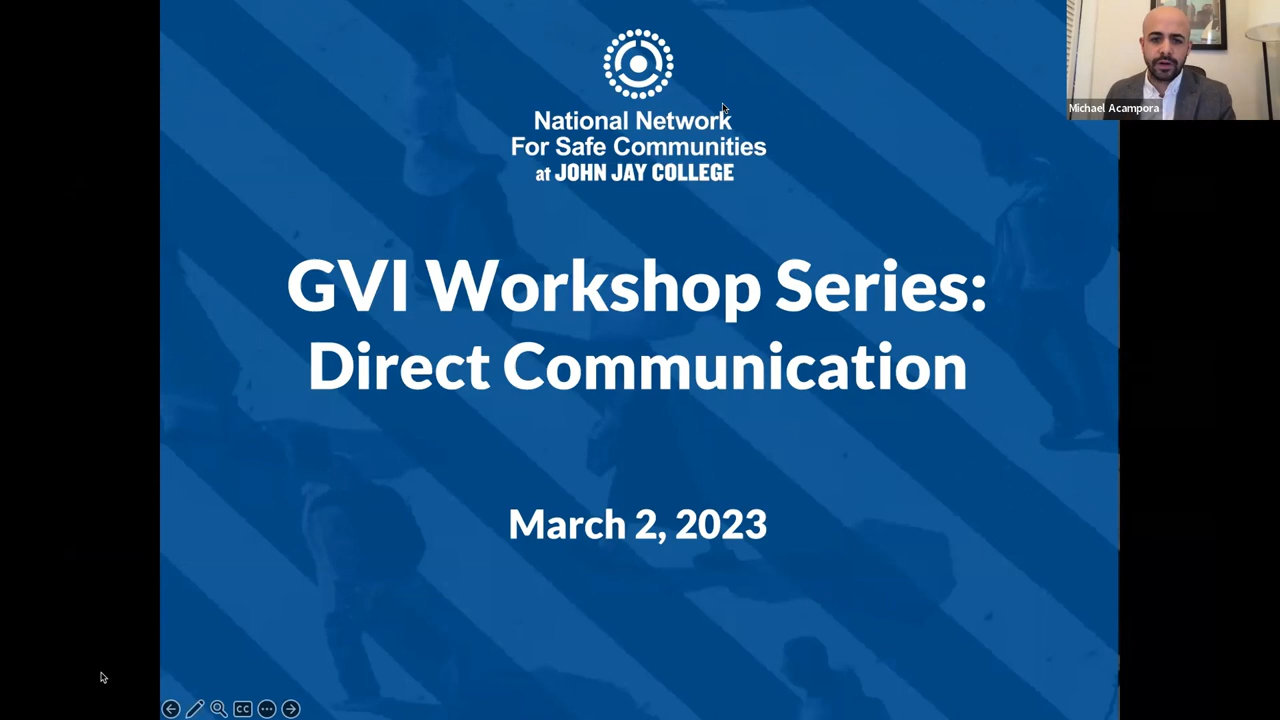 National Network
For Safe Communities
at JOHN JAY COLLEGE
Michael Acampora
GVI Workshop Series:
Direct Communication
March 2, 2023
CC